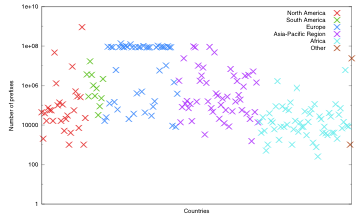 1e+10
1e+08
1e+06
10000
100
1
Number of prefixes
Countries
North America
South America
Europe
Asia-Pacific Region
Africa
Other